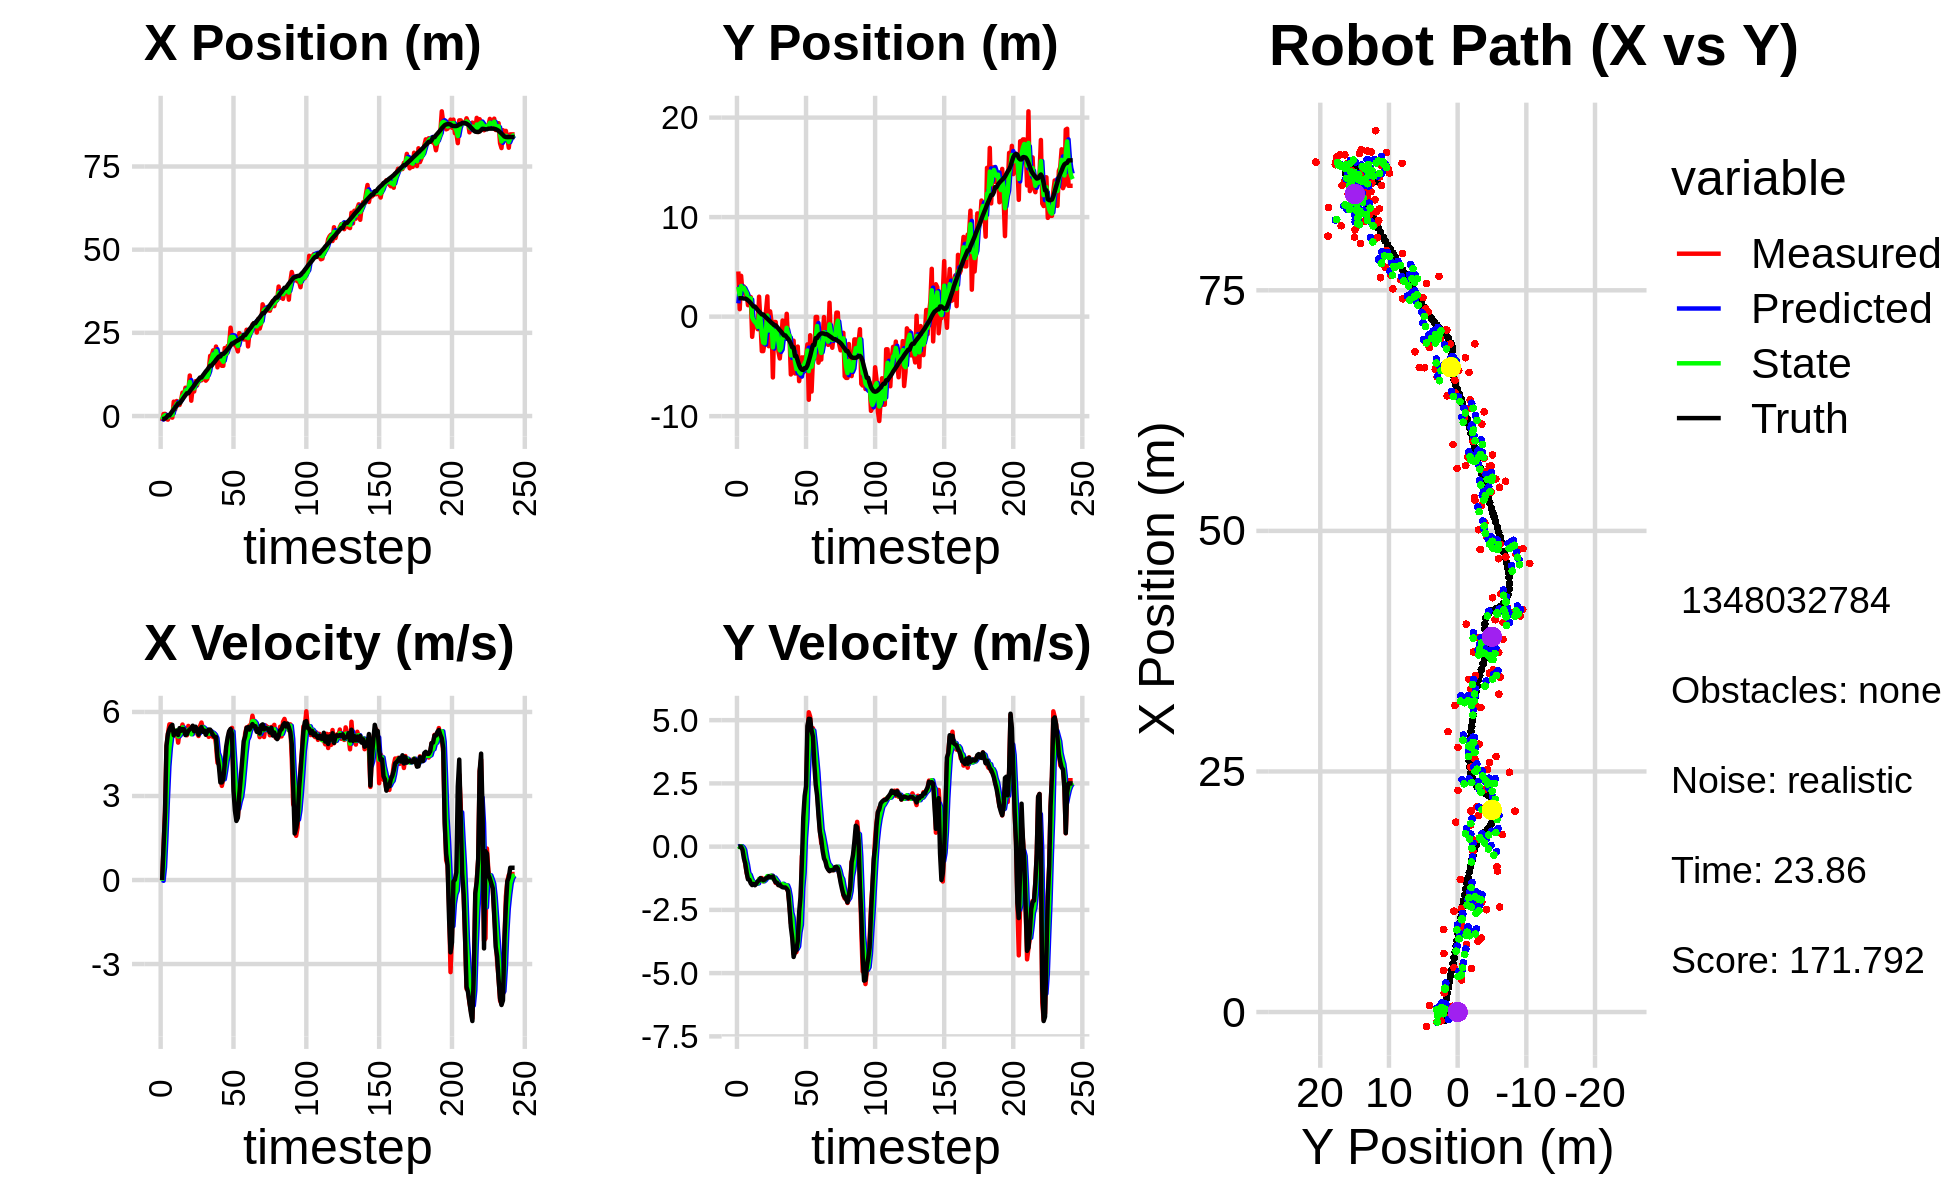 X Position (m)
75
50
25
0
0 50 100 150 200 250
timestep
Y Position (m)
20
10
0
-10
0 50 100 150 200 250
timestep
X Velocity (m/s)
6
3
0
-3
0 50 100 150 200 250
timestep
Y Velocity (m/s)
5.0
2.5
0.0
-2.5
-5.0
-7.5
0 50 100 150 200 250
timestep
Robot Path (X vs Y)
X Position (m)
75
50
25
0
20 10 0 -10 -20
Y Position (m)
variable
Measured
Predicted
State
Truth
1348032784
Obstacles: none
Noise: realistic
Time: 23.86
Score: 171.792